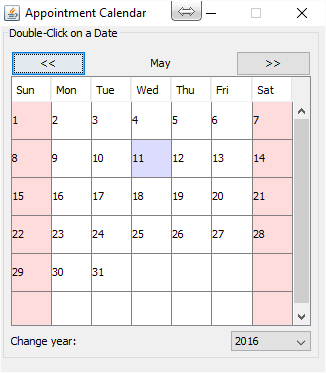 Appointment Calendar
Double-Click on a Date
<< May >>
Sun Mon Tue Wed Thu Fri Sat
1 2 3 4 5 6 7
8 9 10 11 12 13 14
15 16 17 18 19 20 21
22 23 24 25 26 27 28
29 30 31
Change year: 2016